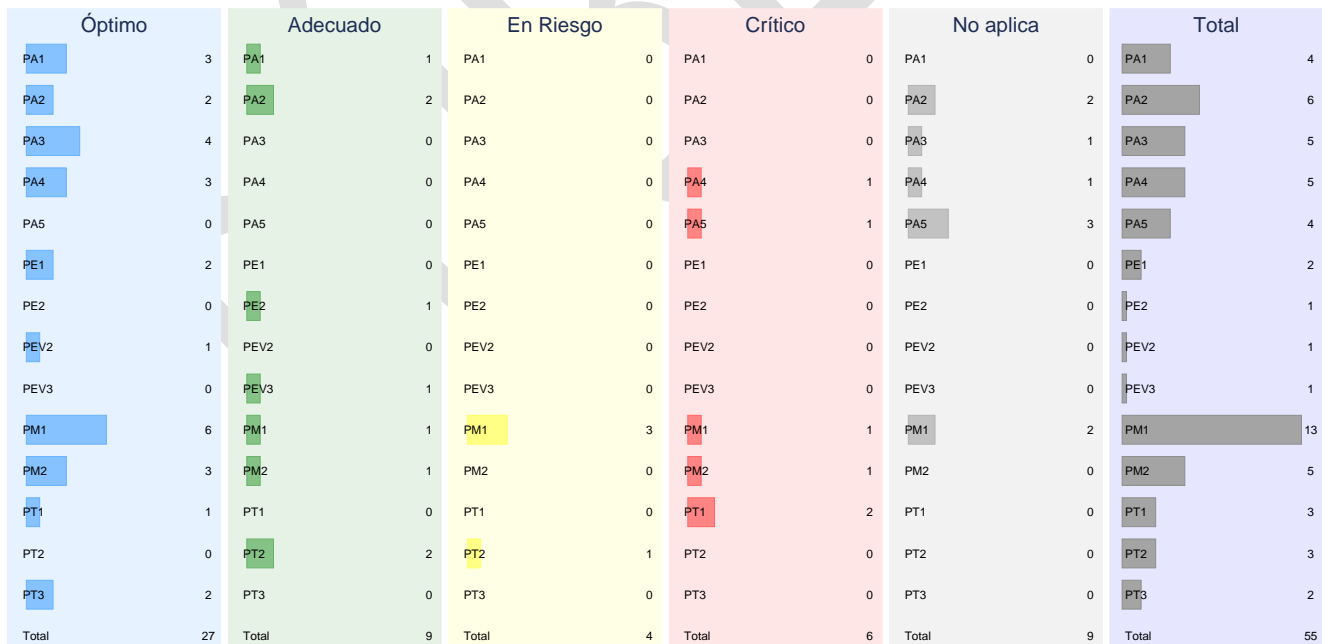 Óptimo Adecuado En Riesgo Crítico No aplica Total
PA1 3 PA1 1 PA1 0 PA1 0 PA1 0 PA1 4
PA2 2 PA2 2 PA2 0 PA2 0 PA2 2 PA2 6
PA3 4 PA3 0 PA3 0 PA3 0 PA3 1 PA3 5
PA4 3 PA4 0 PA4 0 PA4 1 PA4 1 PA4 5
PA5 0 PA5 0 PA5 0 PA5 1 PA5 3 PA5 4
PE1 2 PE1 0 PE1 0 PE1 0 PE1 0 PE1 2
PE2 0 PE2 1 PE2 0 PE2 0 PE2 0 PE2 1
PEV2 1 PEV2 0 PEV2 0 PEV2 0 PEV2 0 PEV2 1
PEV3 0 PEV3 1 PEV3 0 PEV3 0 PEV3 0 PEV3 1
PM1 6 PM1 1 PM1 3 PM1 1 PM1 2 PM1 13
PM2 3 PM2 1 PM2 0 PM2 1 PM2 0 PM2 5
PT1 1 PT1 0 PT1 0 PT1 2 PT1 0 PT1 3
PT2 0 PT2 2 PT2 1 PT2 0 PT2 0 PT2 3
PT3 2 PT3 0 PT3 0 PT3 0 PT3 0 PT3 2
Total 27 Total 9 Total 4 Total 6 Total 9 Total 55